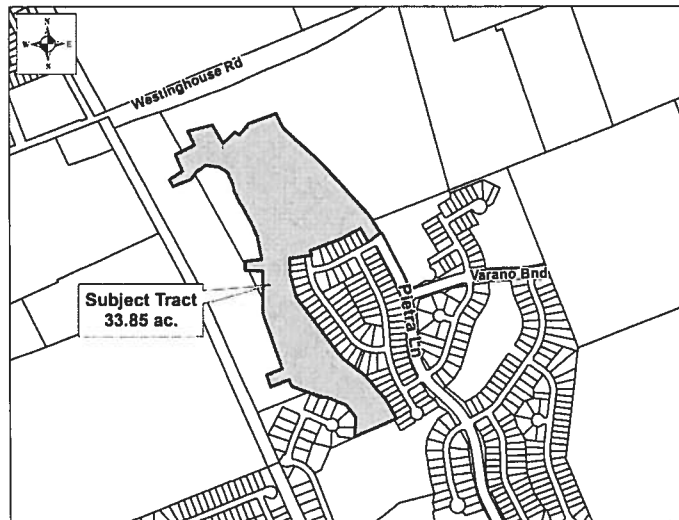 N
W E
S
Westinghouse Rd
Varano Bnd
Pietra Ln
Subject Tract
33.85 ac.